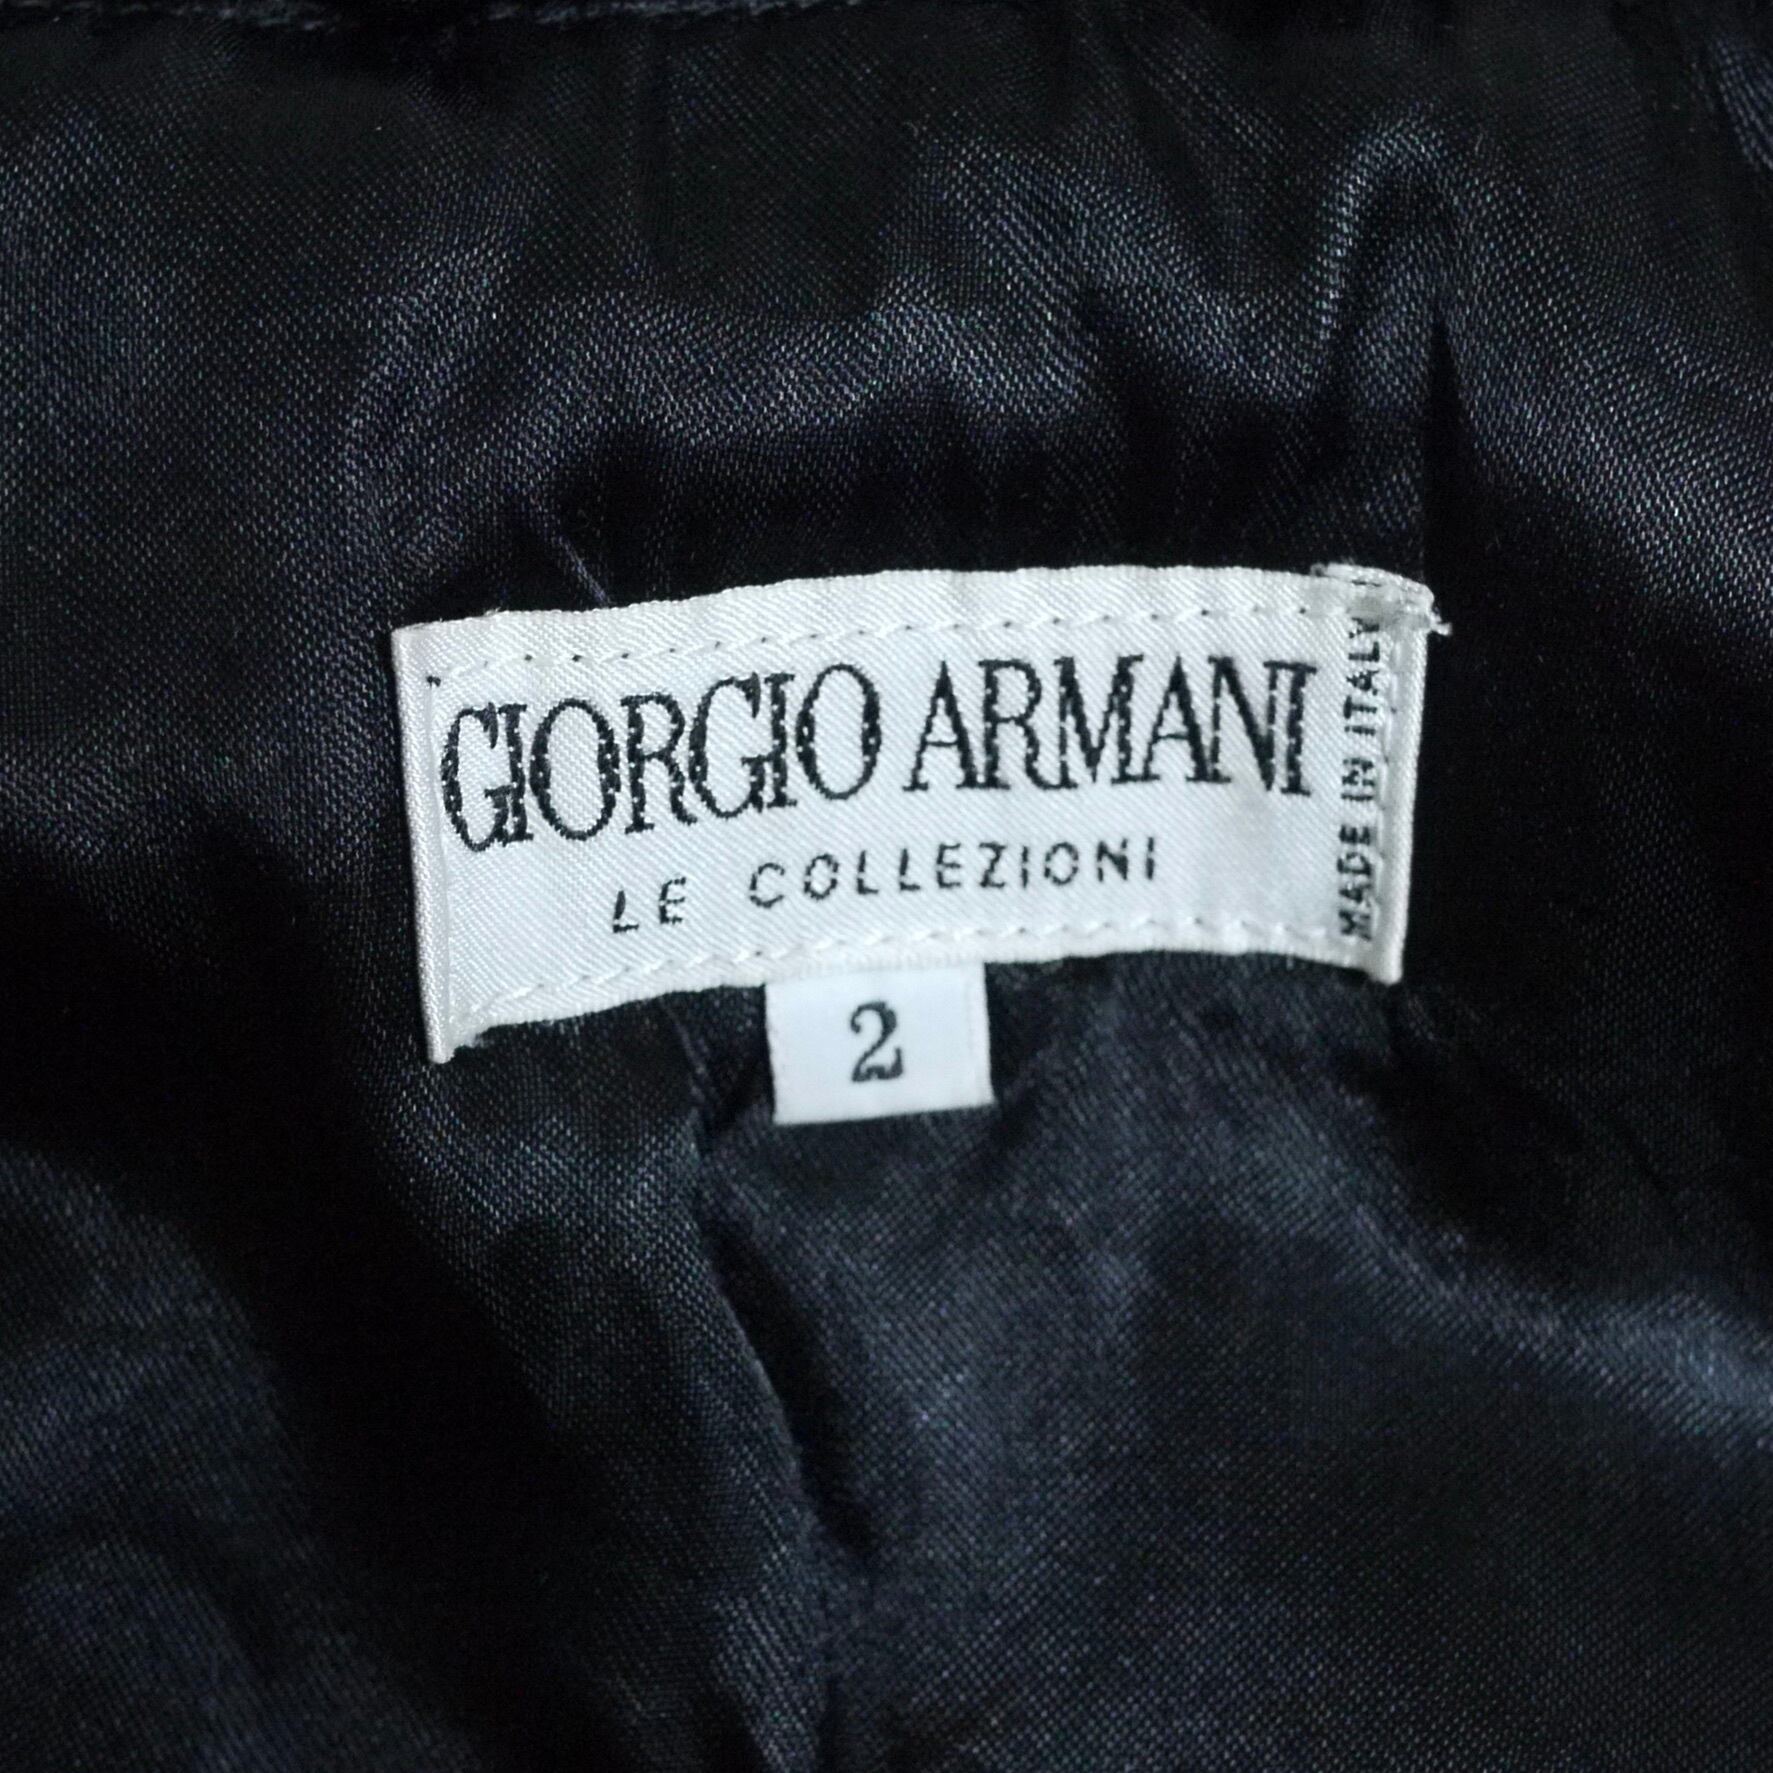 GIORGIO ARMANI
LE COLLEZIONI
MADE IN ITALY
2